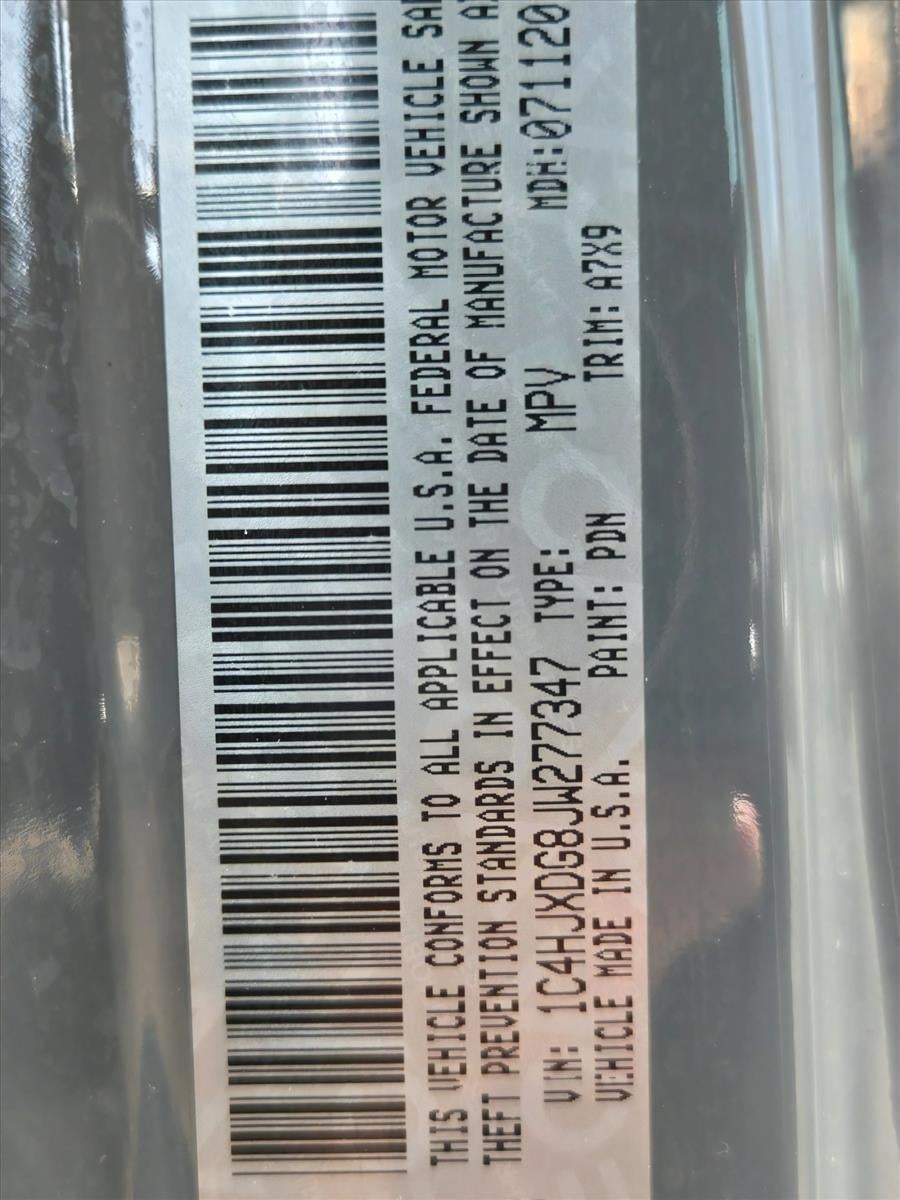 THIS VEHICLE CONFORMS TO ALL APPLICABLE U.S.A. FEDERAL MOTOR VEHICLE
THEFT PREVENTION STANDARDS IN EFFECT ON THE DATE OF MANUFACTURE SHOWN
VIN: 1C4HJXDG8JW277347 TYPE: MPV MDH:071120
VEHICLE MADE IN U.S.A. PAINT: PDN TRIM: A7X9